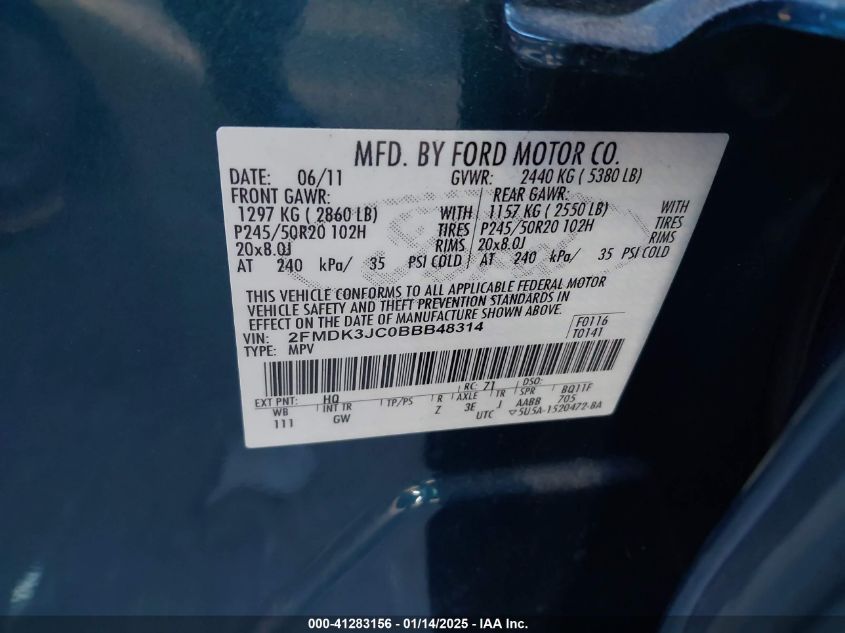 MFD. BY FORD MOTOR CO.
DATE: 06/11 GVWR: 2440 KG ( 5380 LB)
FRONT GAWR: REAR GAWR:
1297 KG ( 2860 LB) WITH 1157 KG ( 2550 LB) WITH
P245/50R20 102H TIRES P245/50R20 102H TIRES
20x8.0J RIMS 20x8.0J RIMS
AT 240 kPa/ 35 PSI COLD AT 240 kPa/ 35 PSI COLD
THIS VEHICLE CONFORMS TO ALL APPLICABLE FEDERAL MOTOR
VEHICLE SAFETY AND THEFT PREVENTION STANDARDS IN
EFFECT ON THE DATE OF MANUFACTURE SHOWN ABOVE.
VIN: 2FMDK3JC0BBB48314 F0116
TYPE: MPV T0141
EXT PNT: HQ RC: 71 DSO: BQ11F
WB INT TR TP/PS R AXLE TR SPR AABB 705
111 GW Z 3E J UTC 5U5A-1520472-BA
000-41283156 - 01/14/2025 - IAA Inc.